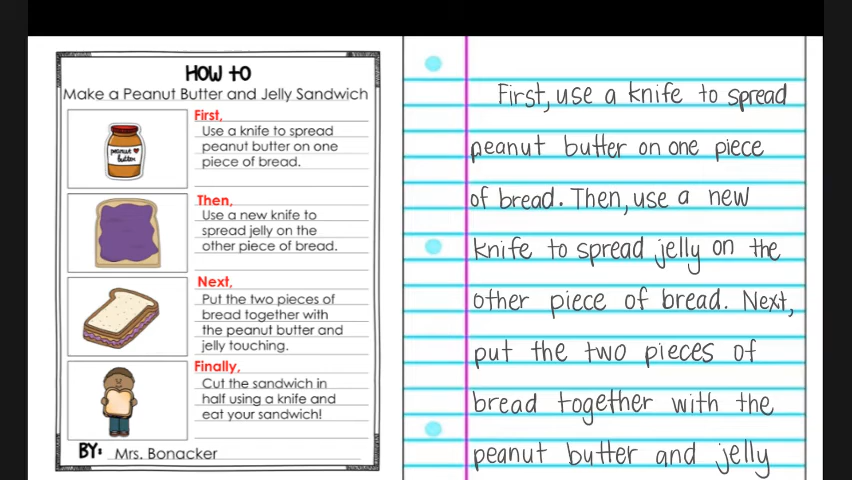 HOW TO
Make a Peanut Butter and Jelly Sandwich
First,
Use a knife to spread
peanut butter on one
piece of bread.
peanut
butter
Then,
Use a new knife to
spread jelly on the
other piece of bread.
Next,
Put the two pieces of
bread together with
the peanut butter and
jelly touching.
Finally,
Cut the sandwich in
half using a knife and
eat your sandwich!
BY: Mrs. Bonacker
First, use a knife to spread
peanut butter on one piece
of bread. Then, use a new
knife to spread jelly on the
other piece of bread. Next,
put the two pieces of
bread together with the
peanut butter and jelly